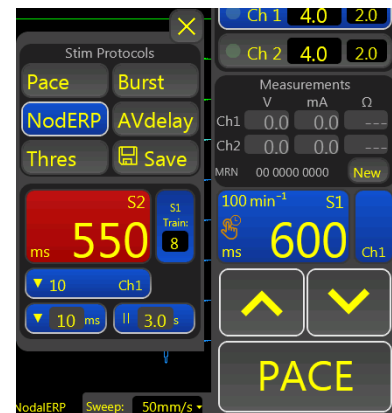 Stim Protocols
Pace Burst
NodERP AVdelay
Thres Save
S2
ms 550
S1
Train:
8
10 Ch1
10 ms II 3.0 s
NodalERP Sweep: 50mm/s
Ch 1 4.0 2.0
Ch 2 4.0 2.0
Measurements
V mA Ω
Ch1 0.0 0.0 ---
Ch2 0.0 0.0 ---
MRN 00 0000 0000 New
100 min⁻¹ S1
ms 600 Ch1
PACE